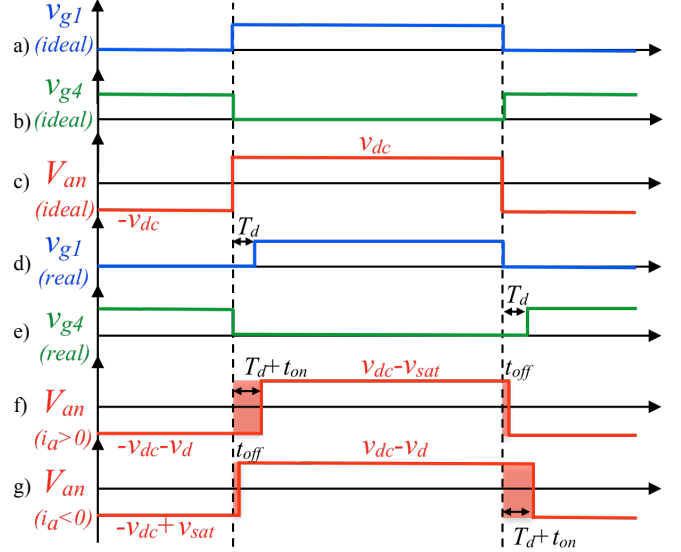 v_g1
a) (ideal)
v_g4
b) (ideal)
v_dc
c) V_an
(ideal)
-v_dc
T_d
v_g1
d) (real)
T_d
v_g4
e) (real)
T_d+t_on v_dc-v_sat t_off
f) V_an
(i_a>0) -v_dc-v_d
t_off v_dc-v_d
g) V_an
(i_a<0) -v_dc+v_sat
T_d+t_on